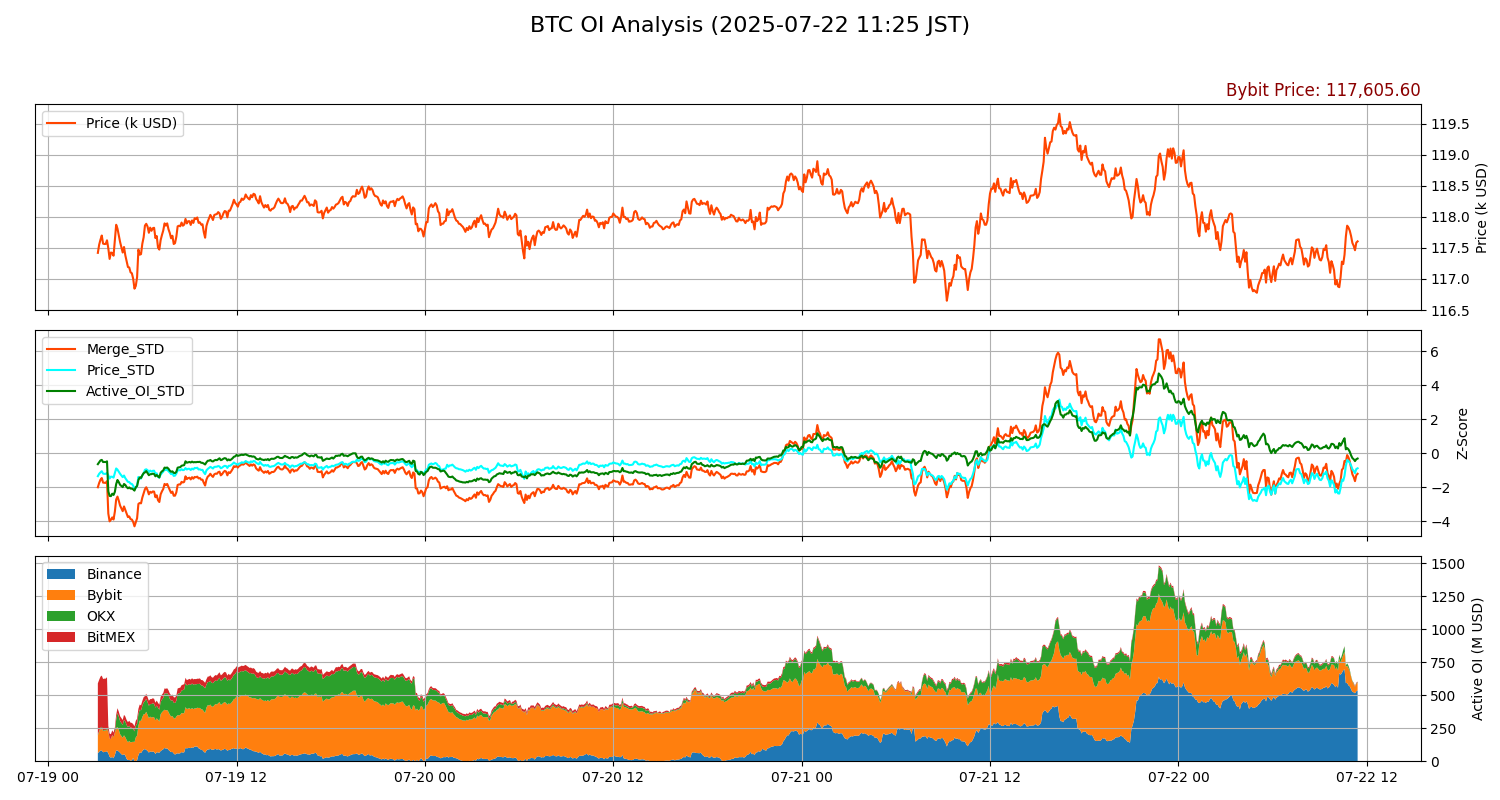 BTC OI Analysis (2025-07-22 11:25 JST)
Bybit Price: 117,605.60
Price (k USD)
119.5
119.0
118.5
118.0
117.5
117.0
116.5
Price (k USD)
Merge_STD
Price_STD
Active_OI_STD
6
4
2
0
−2
−4
Z-Score
Binance
Bybit
OKX
BitMEX
1500
1250
1000
750
500
250
0
Active OI (M USD)
07-19 00
07-19 12
07-20 00
07-20 12
07-21 00
07-21 12
07-22 00
07-22 12